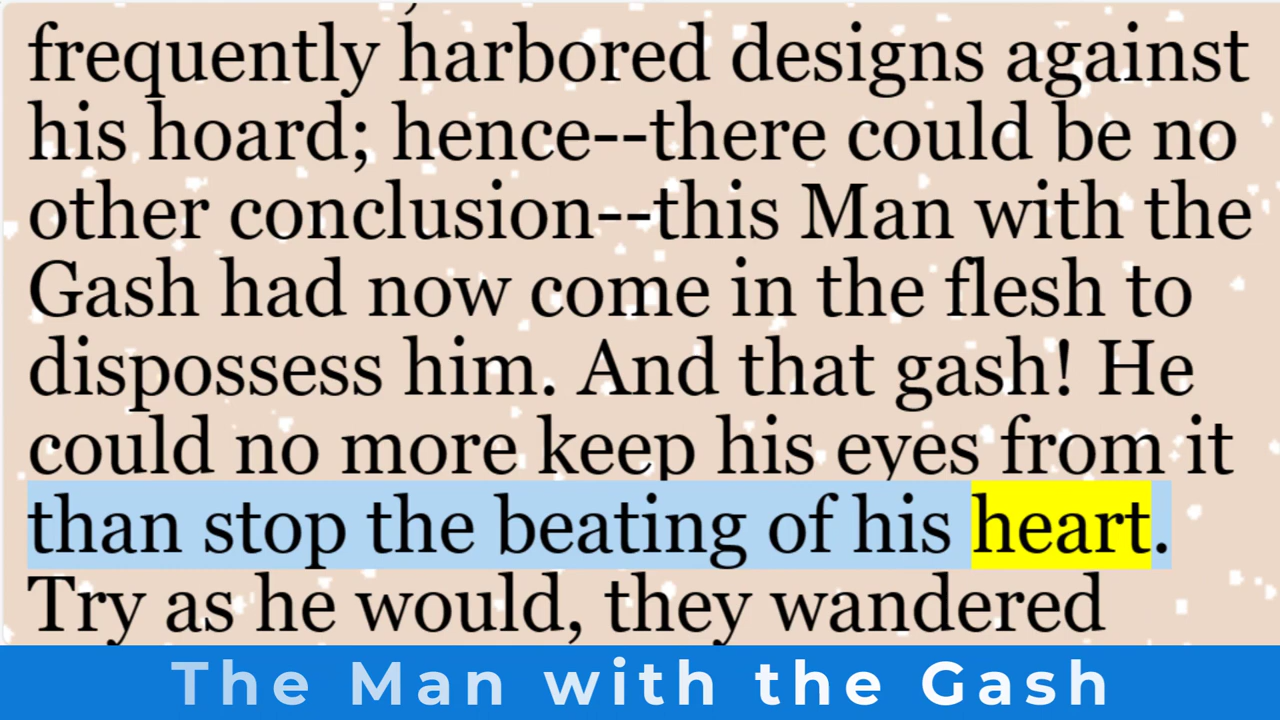 frequently harbored designs against
his hoard; hence--there could be no
other conclusion--this Man with the
Gash had now come in the flesh to
dispossess him. And that gash! He
could no more keep his eyes from it
than stop the beating of his heart.
Try as he would, they wandered
The Man with the Gash